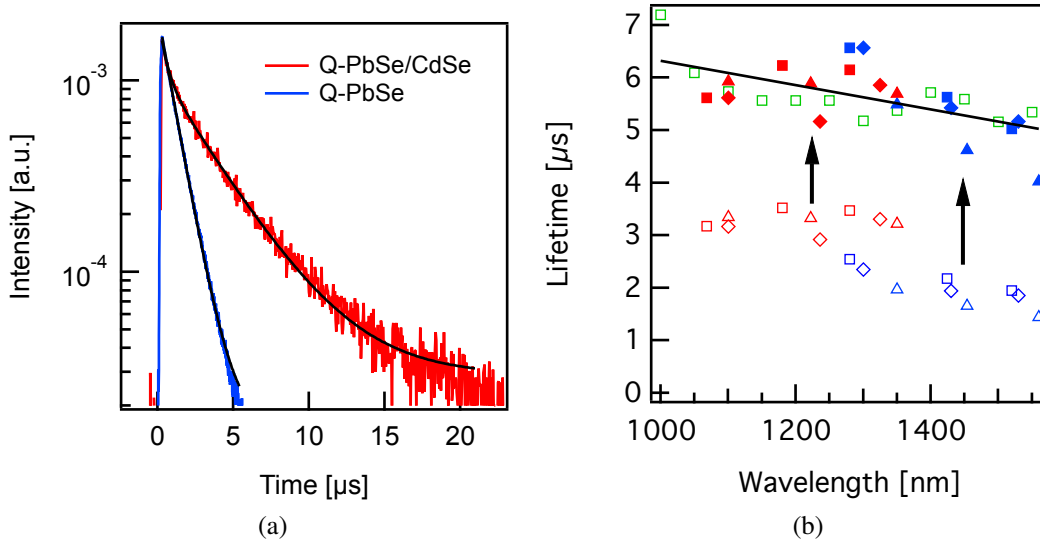 Intensity [a.u.]
10⁻³
10⁻⁴
Q-PbSe/CdSe
Q-PbSe
0 5 10 15 20
Time [µs]
(a)
Lifetime [µs]
7
6
5
4
3
2
1
0
1000 1200 1400
Wavelength [nm]
(b)